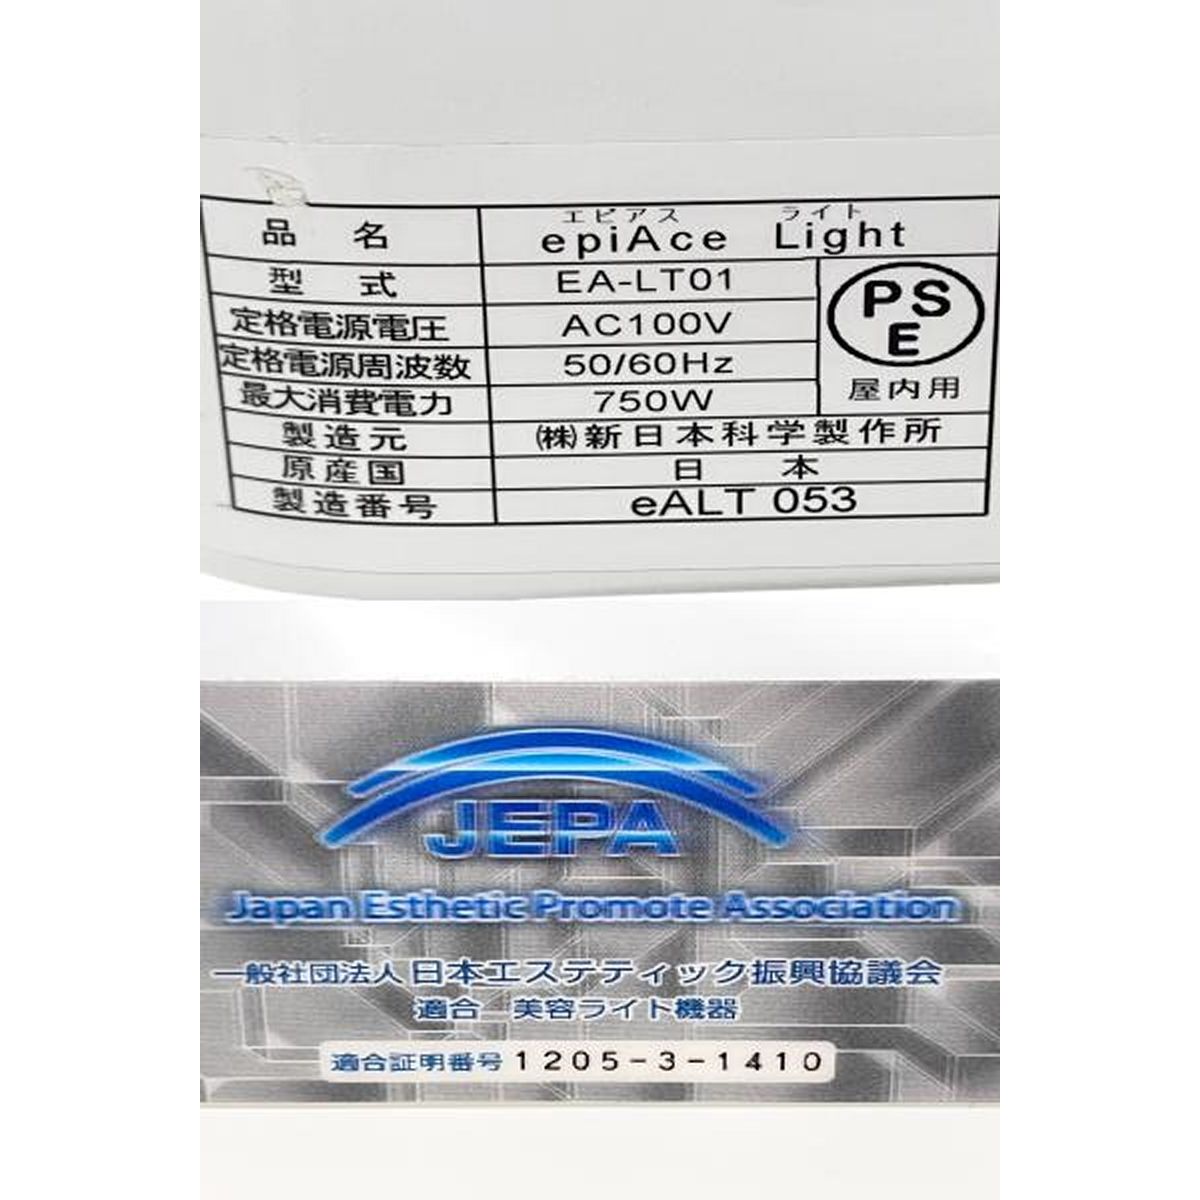 エピアス ライト
品名 epiAce Light
型式 EA-LT01
PS
E
定格電源電圧 AC100V
定格電源周波数 50/60Hz
屋内用
最大消費電力 750W
製造元 ㈱新日本科学製作所
原産国 日本
製造番号 eALT 053
JEPA
Japan Esthetic Promote Association
一般社団法人日本エステティック振興協議会
適合 美容ライト機器
適合証明番号 1205-3-1410